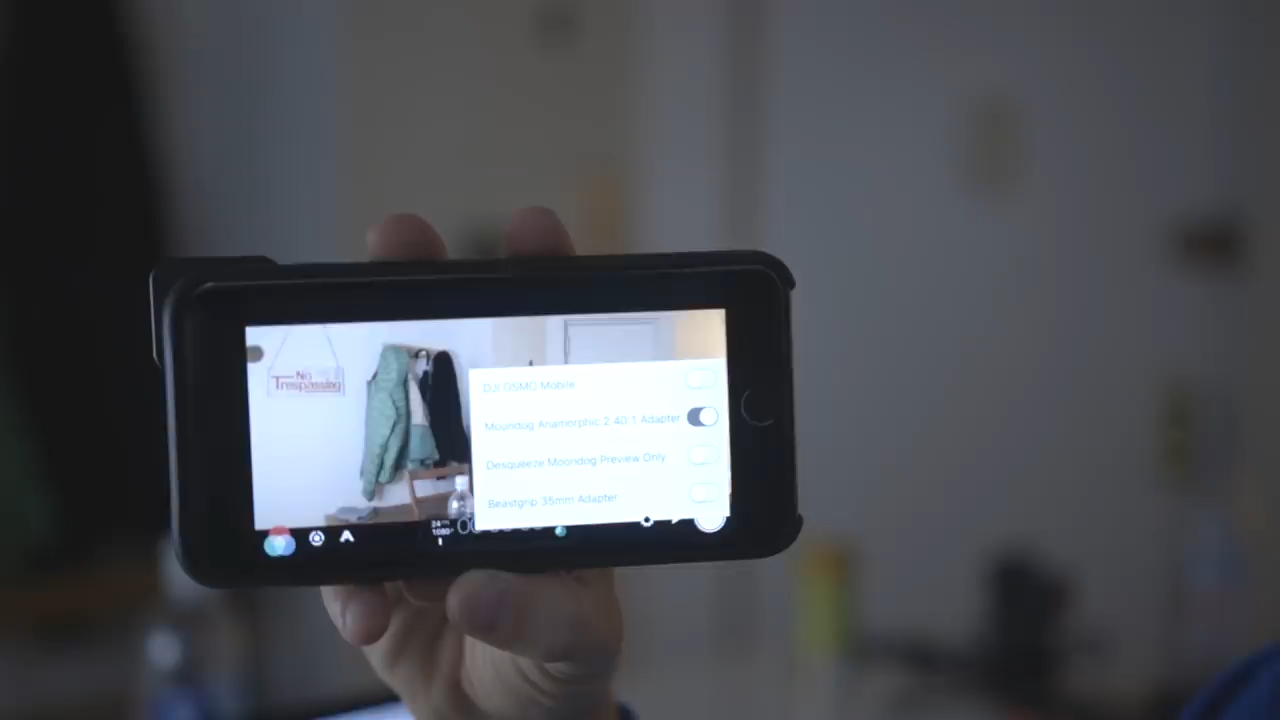 No
Trespassing
DJI OSMO Mobile
Moondog Anamorphic 2.40:1 Adapter
Desqueeze Moondog Preview Only
Beastgrip 35mm Adapter
24
1080
A